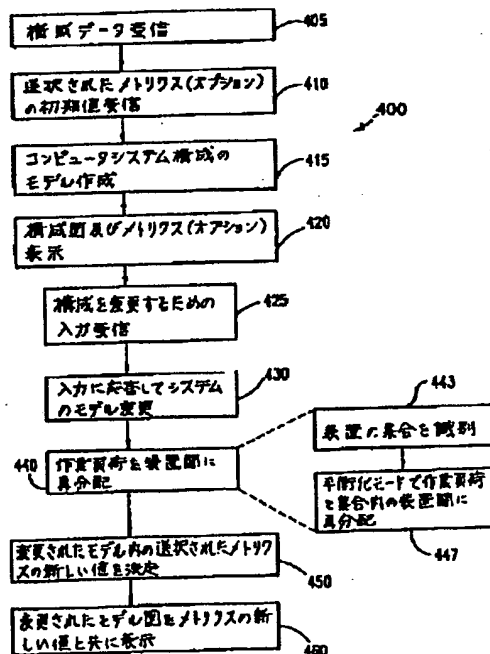 構成データ受信
405
選択されたメトリクス(オプション)
の初期値受信
410
400
コンピュータシステム構成の
モデル作成
415
構成図及びメトリクス(オプション)
表示
420
構成を変更するための
入力受信
425
入力に応答してシステム
のモデル変更
430
440
作業負荷を装置間に
再分配
443
装置の集合を識別
平衡化モードで作業負荷
を集合内の装置間に
再分配
447
変更されたモデル内の選択されたメトリク
スの新しい値を決定
450
変更されたモデル図をメトリクスの新
しい値と共に表示
460